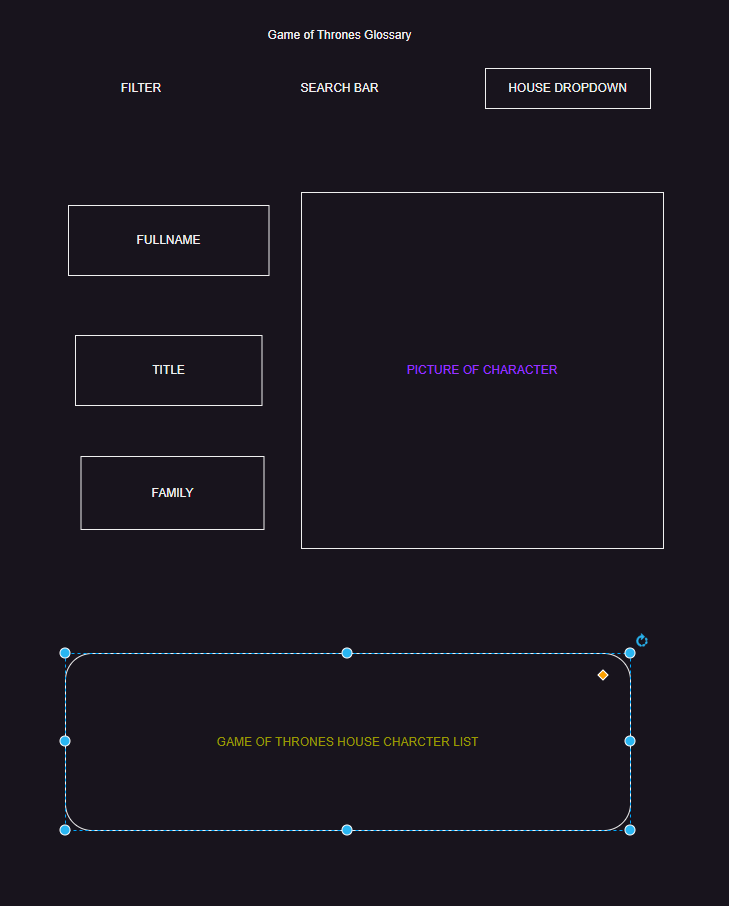 Game of Thrones Glossary
FILTER
SEARCH BAR
HOUSE DROPDOWN
FULLNAME
TITLE
PICTURE OF CHARACTER
FAMILY
GAME OF THRONES HOUSE CHARCTER LIST